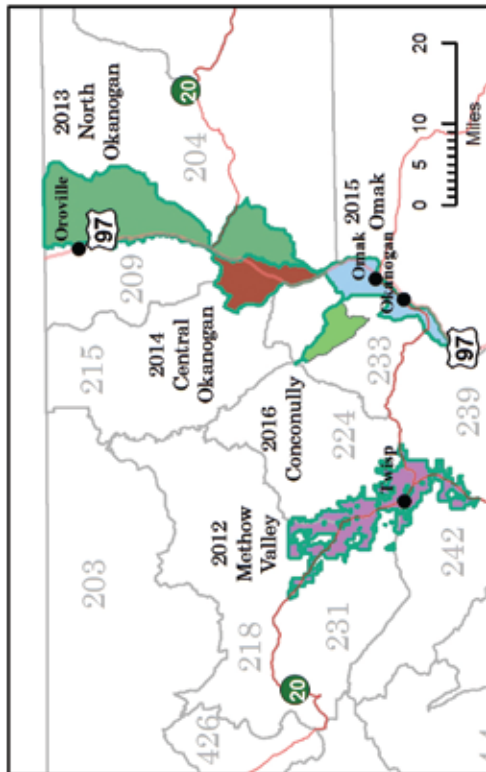 2013
North
Okanogan
Oroville
97
20
204
209
215
2014
Central
Okanogan
203
2016
Conconully
2015
Omak
Omak
Okanogan
233
97
239
224
2012
Methow
Valley
Twisp
242
218
231
20
426
0 5 10 20
Miles